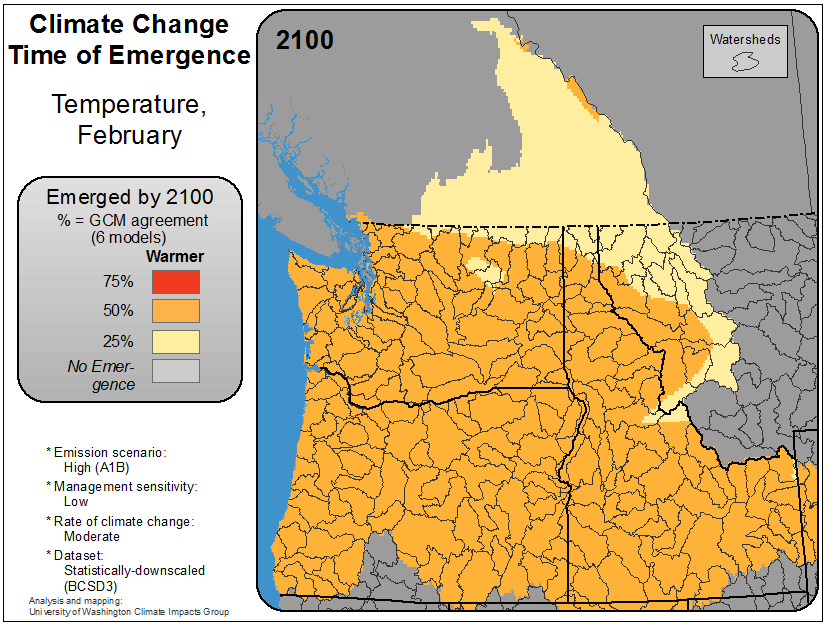 Climate Change
Time of Emergence
Temperature,
February
Emerged by 2100
% = GCM agreement
(6 models)
Warmer
75%
50%
25%
No Emer-
gence
* Emission scenario:
High (A1B)
* Management sensitivity:
Low
* Rate of climate change:
Moderate
* Dataset:
Statistically-downscaled
(BCSD3)
Analysis and mapping:
University of Washington Climate Impacts Group
2100
Watersheds